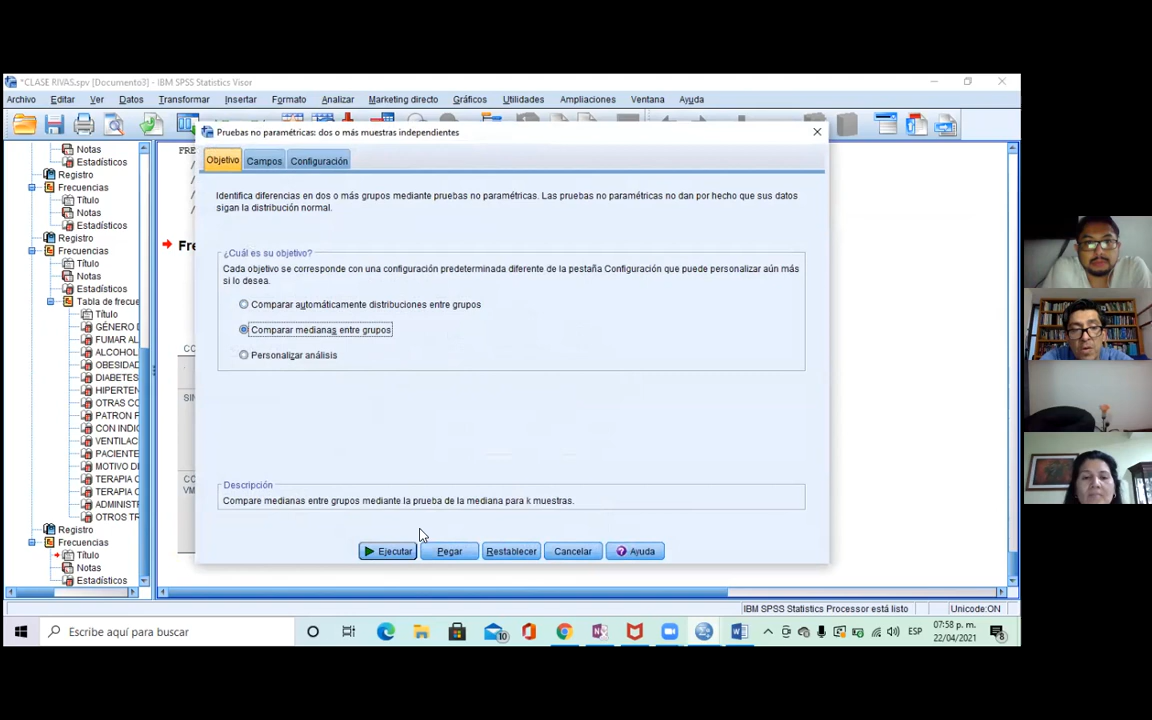 *CLASE RIVAS.spv [Documento3] - IBM SPSS Statistics Visor
Archivo Editar Ver Datos Transformar Insertar Formato Analizar Marketing directo Gráficos Utilidades Ampliaciones Ventana Ayuda
Pruebas no paramétricas: dos o más muestras independientes
Objetivo Campos Configuración
Identifica diferencias en dos o más grupos mediante pruebas no paramétricas. Las pruebas no paramétricas no dan por hecho que sus datos
sigan la distribución normal.
¿Cuál es su objetivo?
Cada objetivo se corresponde con una configuración predeterminada diferente de la pestaña Configuración que puede personalizar aún más
si lo desea.
Comparar automáticamente distribuciones entre grupos
Comparar medianas entre grupos
Personalizar análisis
Descripción
Compare medianas entre grupos mediante la prueba de la mediana para k muestras.
Ejecutar Pegar Restablecer Cancelar Ayuda
Notas
Estadísticos
Registro
Frecuencias
Título
Notas
Estadísticos
Registro
Frecuencias
Título
Notas
Estadísticos
Tabla de frecue
Título
GÉNERO D
FUMAR AL
ALCOHOL
OBESIDAD
DIABETES
HIPERTEN
OTRAS CO
PATRON F
CON INDIC
VENTILAC
PACIENTE
MOTIVO DE
TERAPIA C
TERAPIA C
ADMINIST
OTROS TR
Registro
Frecuencias
Título
Notas
Estadísticos
FRE
/
/
/
Fre
CC
SIN
CO
VM
IBM SPSS Statistics Processor está listo
Unicode:ON
Escribe aquí para buscar
10
ESP
07:58 p. m.
22/04/2021
8